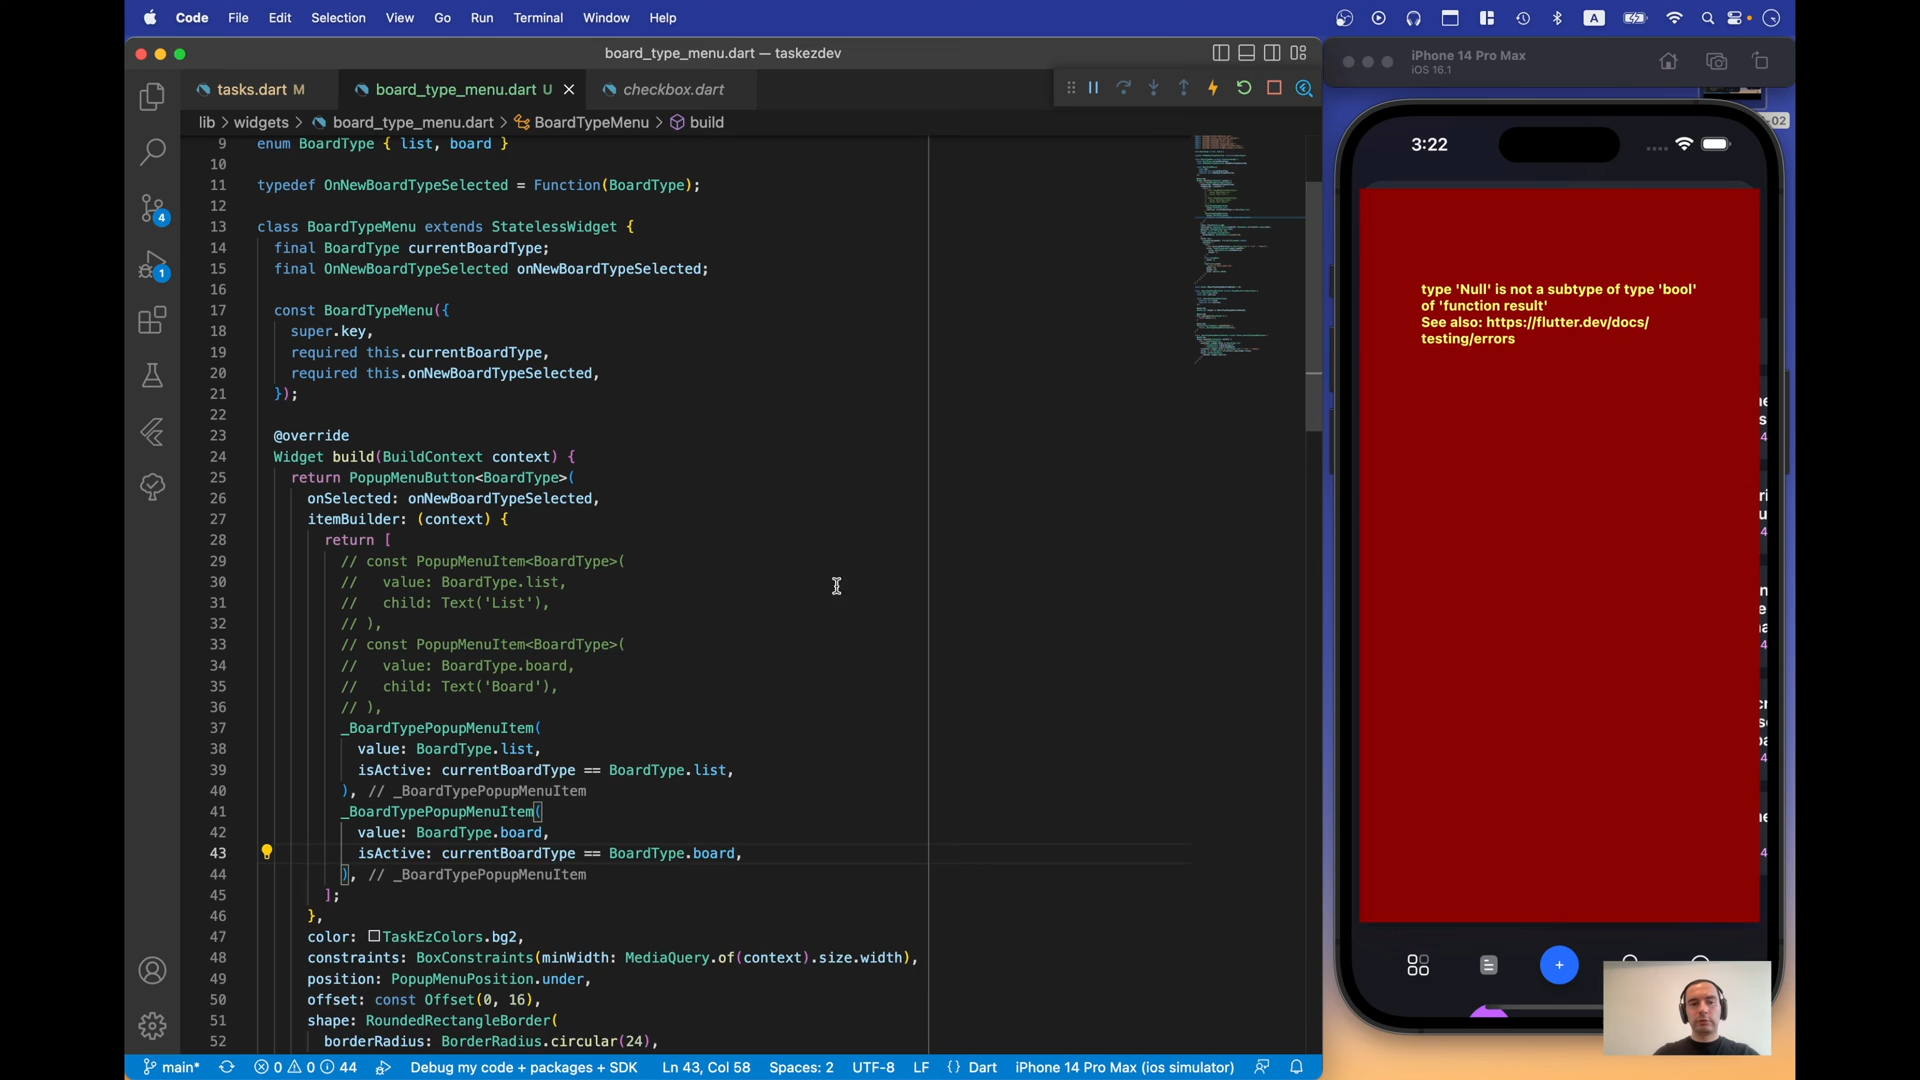 Code File Edit Selection View Go Run Terminal Window Help A
board_type_menu.dart — taskezdev
tasks.dart M board_type_menu.dart U checkbox.dart
lib > widgets > board_type_menu.dart > BoardTypeMenu > build
9 enum BoardType { list, board }
10
11 typedef OnNewBoardTypeSelected = Function(BoardType);
12
13 class BoardTypeMenu extends StatelessWidget {
14 final BoardType currentBoardType;
15 final OnNewBoardTypeSelected onNewBoardTypeSelected;
16
17 const BoardTypeMenu({
18 super.key,
19 required this.currentBoardType,
20 required this.onNewBoardTypeSelected,
21 });
22
23 @override
24 Widget build(BuildContext context) {
25 return PopupMenuButton<BoardType>(
26 onSelected: onNewBoardTypeSelected,
27 itemBuilder: (context) {
28 return [
29 // const PopupMenuItem<BoardType>(
30 // value: BoardType.list,
31 // child: Text('List'),
32 // ),
33 // const PopupMenuItem<BoardType>(
34 // value: BoardType.board,
35 // child: Text('Board'),
36 // ),
37 _BoardTypePopupMenuItem(
38 value: BoardType.list,
39 isActive: currentBoardType == BoardType.list,
40 ), // _BoardTypePopupMenuItem
41 _BoardTypePopupMenuItem(
42 value: BoardType.board,
43 isActive: currentBoardType == BoardType.board,
44 ), // _BoardTypePopupMenuItem
45 ];
46 },
47 color: TaskEzColors.bg2,
48 constraints: BoxConstraints(minWidth: MediaQuery.of(context).size.width),
49 position: PopupMenuPosition.under,
50 offset: const Offset(0, 16),
51 shape: RoundedRectangleBorder(
52 borderRadius: BorderRadius.circular(24),
4
1
main* 0 0 44 Debug my code + packages + SDK Ln 43, Col 58 Spaces: 2 UTF-8 LF { } Dart iPhone 14 Pro Max (ios simulator)
iPhone 14 Pro Max
iOS 16.1
-02
3:22
type 'Null' is not a subtype of type 'bool'
of 'function result'
See also: https://flutter.dev/docs/
testing/errors